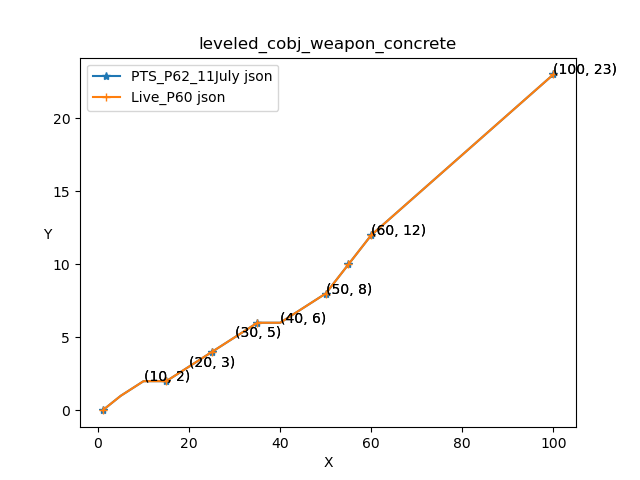 leveled_cobj_weapon_concrete
PTS_P62_11July json
Live_P60 json
(100, 23)
(60, 12)
(50, 8)
(40, 6)
(30, 5)
(20, 3)
(10, 2)
Y
20
15
10
5
0
0 20 40 60 80 100
X